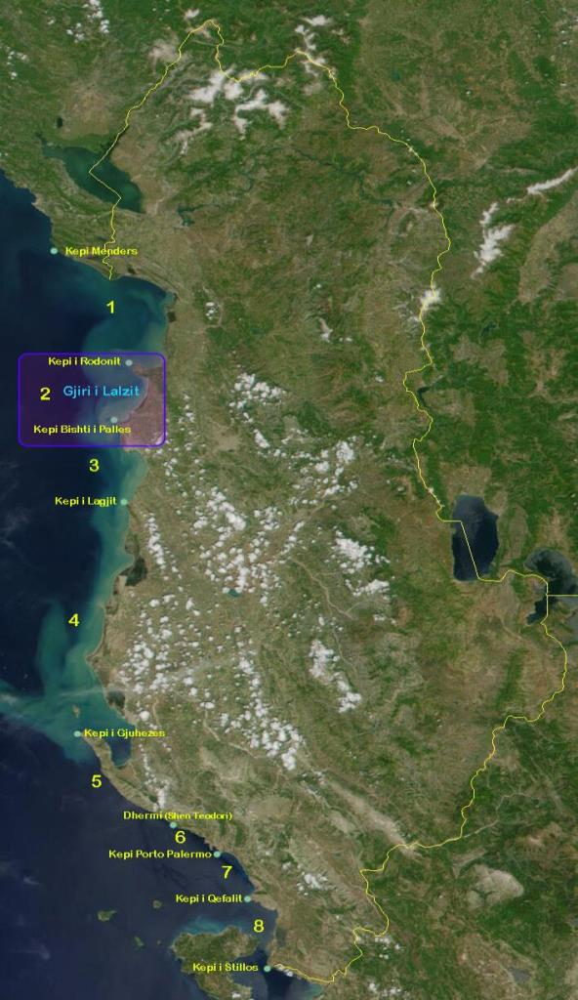 Kepi Menders
1
Kepi i Rodonit
2 Gjiri i Lalzit
Kepi Bishti i Palles
3
Kepi i Lagjit
4
Kepi i Gjuhezes
5
Dhermi (Shen Teodori)
6
Kepi Porto Palermo
7
Kepi i Qefalit
8
Kepi i Stillos